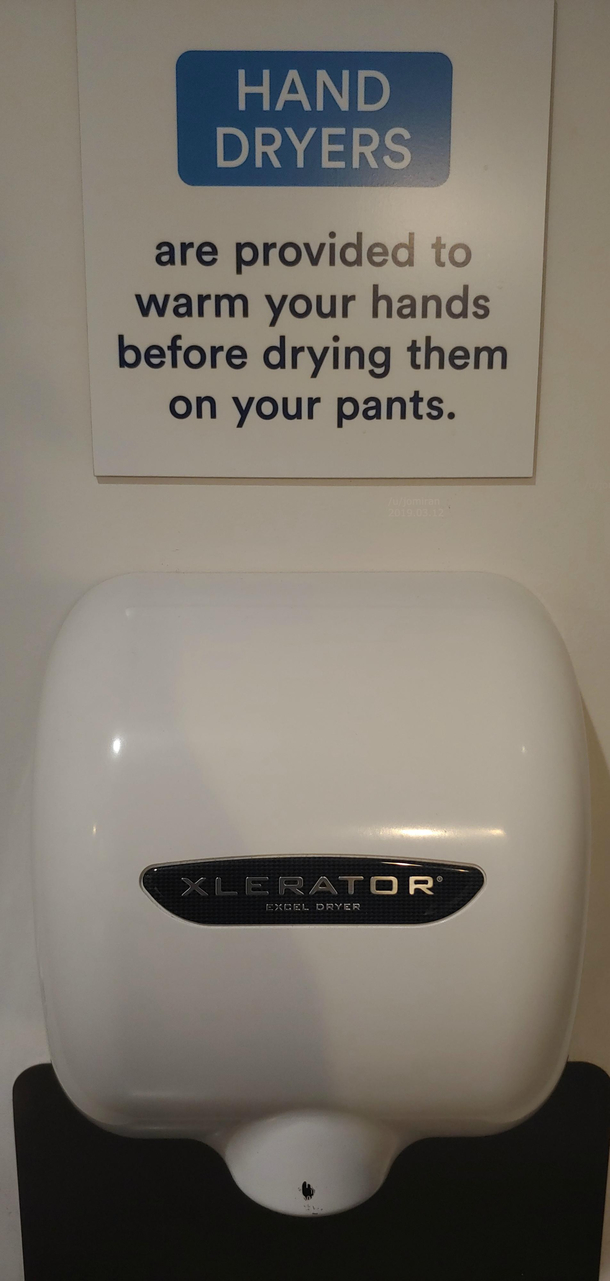 HAND
DRYERS
are provided to
warm your hands
before drying them
on your pants.
XLERATOR®
EXCEL DRYER